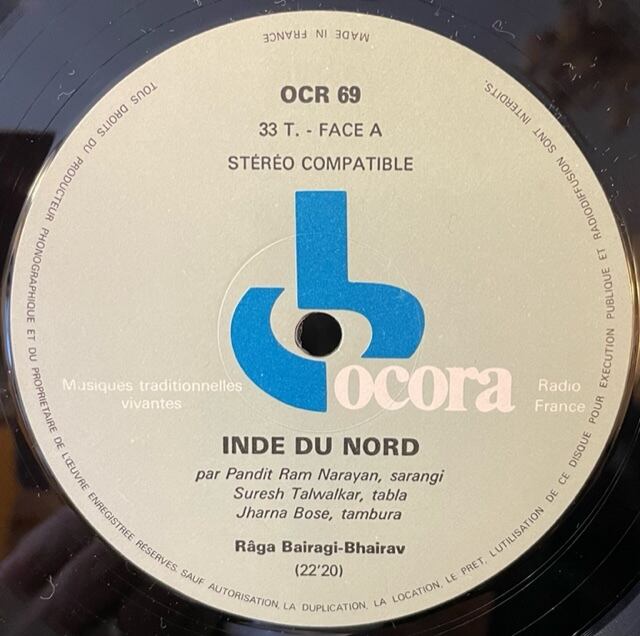 MADE IN FRANCE
OCR 69
33 T. - FACE A
STÉRÉO COMPATIBLE
Musiques traditionnelles
vivantes
ocora
Radio
France
INDE DU NORD
par Pandit Ram Narayan, sarangi
Suresh Talwalkar, tabla
Jharna Bose, tambura
Râga Bairagi-Bhairav
(22'20)
TOUS DROITS DU PRODUCTEUR PHONOGRAPHIQUE ET DU PROPRIETAIRE DE L'ŒUVRE ENREGISTREE RESERVES. SAUF AUTORISATION, LA DUPLICATION, LA LOCATION, LE PRET, L'UTILISATION DE CE DISQUE POUR EXECUTION PUBLIQUE ET RADIODIFFUSION SONT INTERDITS.